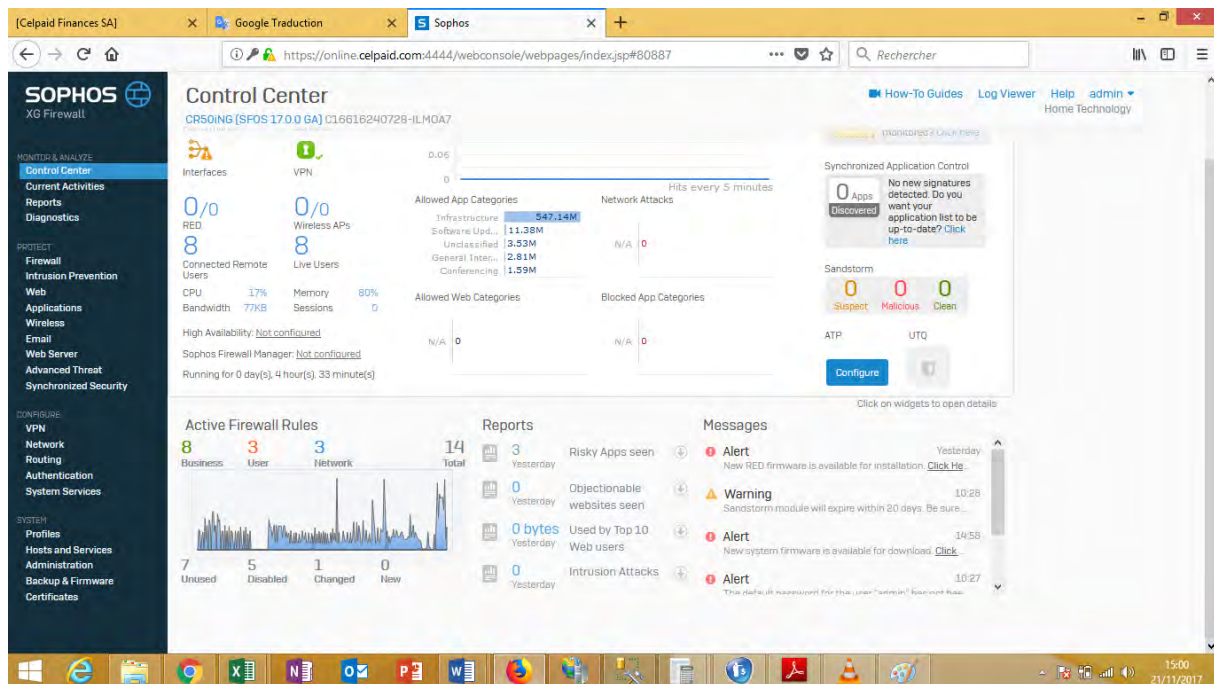 [Celpaid Finances SA]
Google Traduction
Sophos
https://online.celpaid.com:4444/webconsole/webpages/index.jsp#80887
Rechercher
SOPHOS
XG Firewall
MONITOR & ANALYZE
Control Center
Current Activities
Reports
Diagnostics
PROTECT
Firewall
Intrusion Prevention
Web
Applications
Wireless
Email
Web Server
Advanced Threat
Synchronized Security
CONFIGURE
VPN
Network
Routing
Authentication
System Services
SYSTEM
Profiles
Hosts and Services
Administration
Backup & Firmware
Certificates
Control Center
CR50iNG (SFOS 17.0.0 GA) C16616240728-ILM0A7
How-To Guides Log Viewer Help admin
Home Technology
Interfaces VPN
0/0 0/0
RED Wireless APs
8 8
Connected Remote Users Live Users
CPU 17% Memory 80%
Bandwidth 77KB Sessions 0
High Availability: Not configured
Sophos Firewall Manager: Not configured
Running for 0 day(s), 4 hour(s), 33 minute(s)
0.06
0
Hits every 5 minutes
Allowed App Categories
Infrastructure 547.14M
Software Upd... 11.38M
Unclassified 3.53M
General Inter... 2.81M
Conferencing 1.59M
Network Attacks
N/A 0
Allowed Web Categories
N/A 0
Blocked App Categories
N/A 0
monitored? Click here
Synchronized Application Control
0 Apps
Discovered
No new signatures
detected. Do you
want your
application list to be
up-to-date? Click
here
Sandstorm
0 0 0
Suspect Malicious Clean
ATP UTQ
Configure
Click on widgets to open details
Active Firewall Rules
8 3 3 14
Business User Network Total
7 5 1 0
Unused Disabled Changed New
Reports
3 Yesterday Risky Apps seen
0 Yesterday Objectionable websites seen
0 bytes Yesterday Used by Top 10 Web users
0 Yesterday Intrusion Attacks
Messages
Alert Yesterday
New RED firmware is available for installation. Click He...
Warning 10:28
Sandstorm module will expire within 20 days. Be sure...
Alert 14:58
New system firmware is available for download. Click...
Alert 10:27
The default password for the user "admin" has not bee...
15:00
21/11/2017